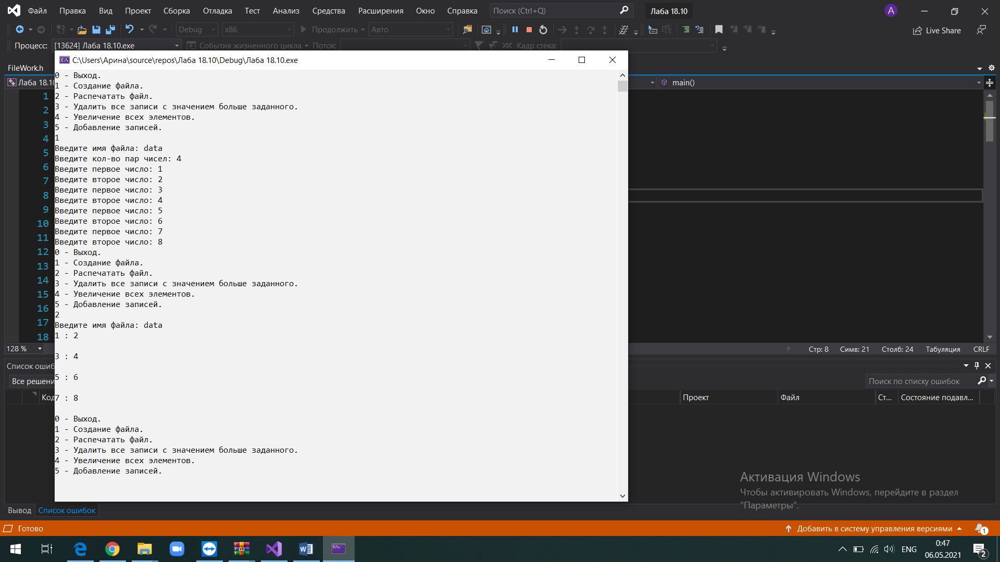 Файл Правка Вид Проект Сборка Отладка Тест Анализ Средства Расширения Окно Справка Поиск (Ctrl+Q) Лаба 18.10 A
Debug x86 Продолжить Авто Live Share
Процесс: [13624] Лаба 18.10.exe События жизненного цикла Поток: Кадр стека:
C:\Users\Арина\source\repos\Лаба 18.10\Debug\Лаба 18.10.exe
FileWork.h
Лаба 18.10 main()
1
2
3
4
5
6
7
8
9
10
11
12
13
14
15
16
17
18
0 - Выход.
1 - Создание файла.
2 - Распечатать файл.
3 - Удалить все записи с значением больше заданного.
4 - Увеличение всех элементов.
5 - Добавление записей.
1
Введите имя файла: data
Введите кол-во пар чисел: 4
Введите первое число: 1
Введите второе число: 2
Введите первое число: 3
Введите второе число: 4
Введите первое число: 5
Введите второе число: 6
Введите первое число: 7
Введите второе число: 8
0 - Выход.
1 - Создание файла.
2 - Распечатать файл.
3 - Удалить все записи с значением больше заданного.
4 - Увеличение всех элементов.
5 - Добавление записей.
2
Введите имя файла: data
1 : 2
3 : 4
5 : 6
7 : 8
0 - Выход.
1 - Создание файла.
2 - Распечатать файл.
3 - Удалить все записи с значением больше заданного.
4 - Увеличение всех элементов.
5 - Добавление записей.
128 % Стр: 8 Симв: 21 Столб: 24 Табуляция CRLF
Список ошиб
Все решени Поиск по списку ошибок
Код Проект Файл Ст... Состояние подавл...
Активация Windows
Чтобы активировать Windows, перейдите в раздел
"Параметры".
Вывод Список ошибок
Готово Добавить в систему управления версиями 1
ENG 0:47
06.05.2021 2